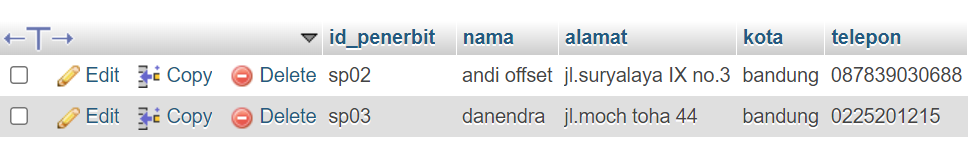 ←T→ id_penerbit nama alamat kota telepon
Edit Copy Delete sp02 andi offset jl.suryalaya IX no.3 bandung 087839030688
Edit Copy Delete sp03 danendra jl.moch toha 44 bandung 0225201215